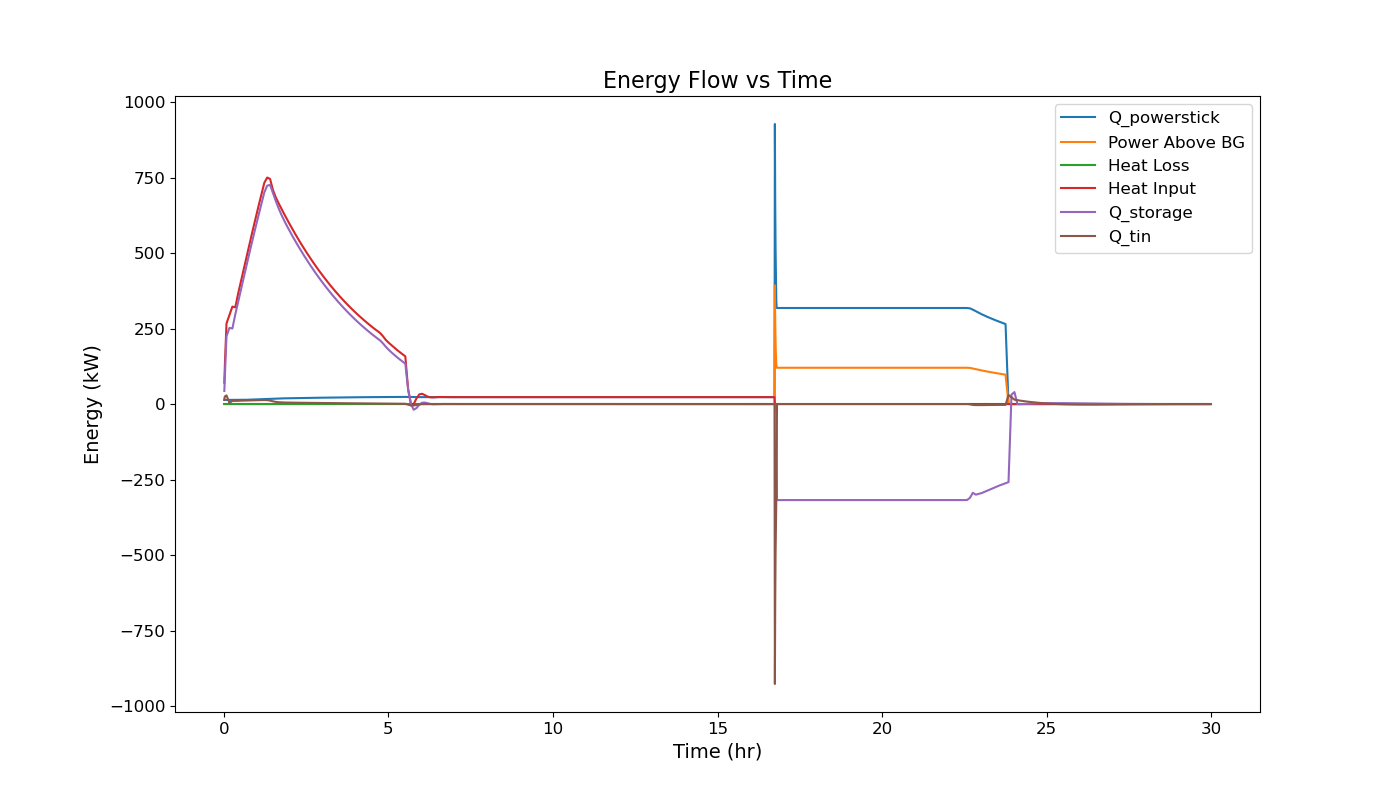 Energy Flow vs Time
1000
750
500
250
0
−250
−500
−750
−1000
Energy (kW)
0 5 10 15 20 25 30
Time (hr)
Q_powerstick
Power Above BG
Heat Loss
Heat Input
Q_storage
Q_tin